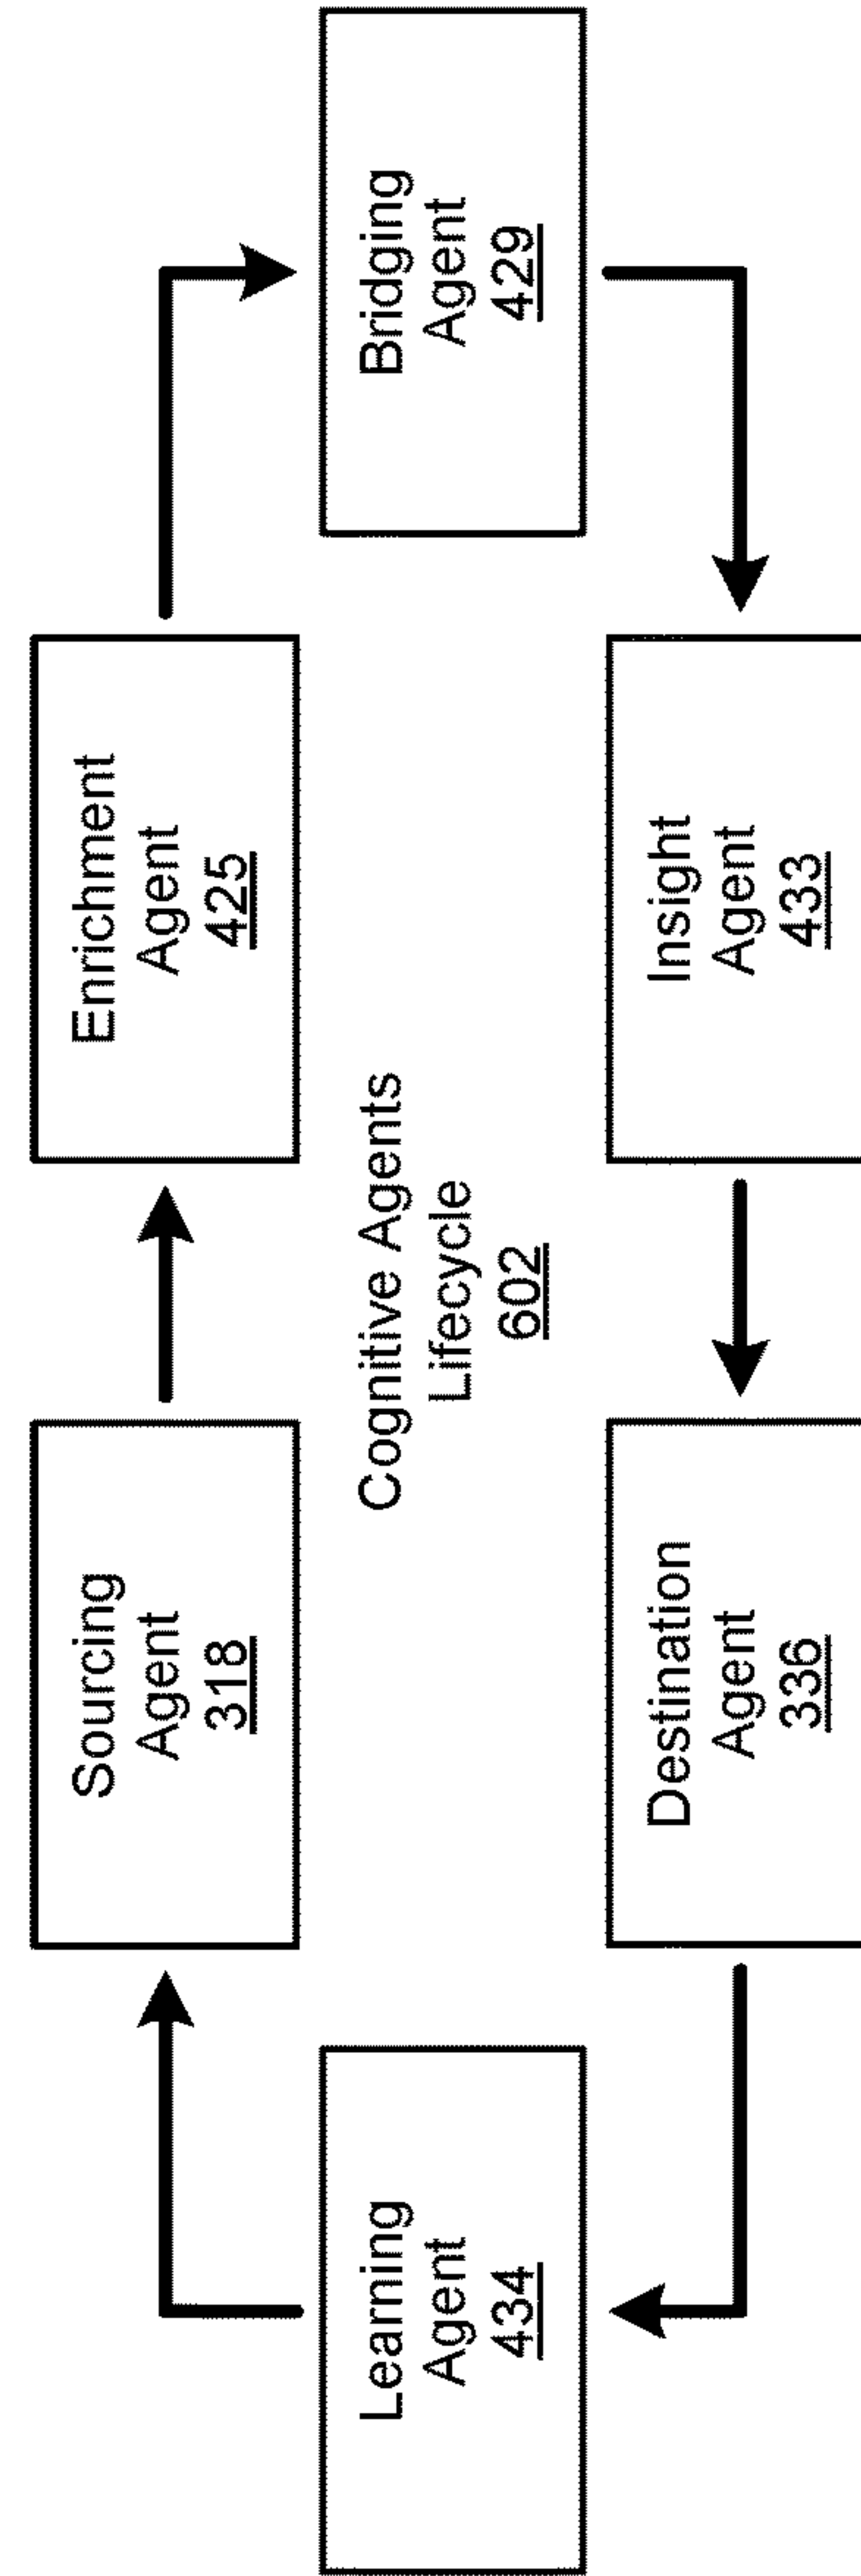 Sourcing
Agent
318
Enrichment
Agent
425
Learning
Agent
434
Cognitive Agents
Lifecycle
602
Bridging
Agent
429
Destination
Agent
336
Insight
Agent
433